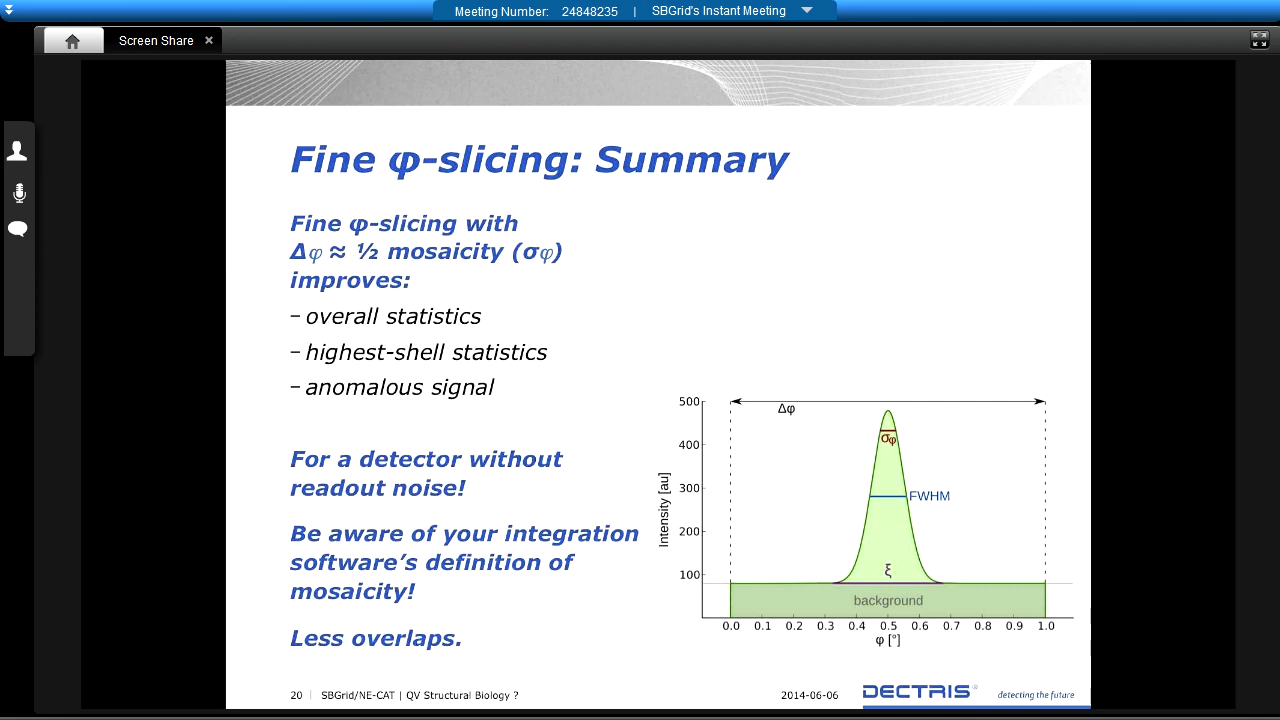 Meeting Number: 24848235 | SBGrid's Instant Meeting
Screen Share ×
Fine φ-slicing: Summary
Fine φ-slicing with
Δφ ≈ ½ mosaicity (σφ)
improves:
– overall statistics
– highest-shell statistics
– anomalous signal
For a detector without
readout noise!
Be aware of your integration
software’s definition of
mosaicity!
Less overlaps.
500
400
300
200
100
Intensity [au]
Δφ
σφ
FWHM
ξ
background
0.0 0.1 0.2 0.3 0.4 0.5 0.6 0.7 0.8 0.9 1.0
φ [°]
20 | SBGrid/NE-CAT | QV Structural Biology ?
2014-06-06
DECTRIS®
detecting the future